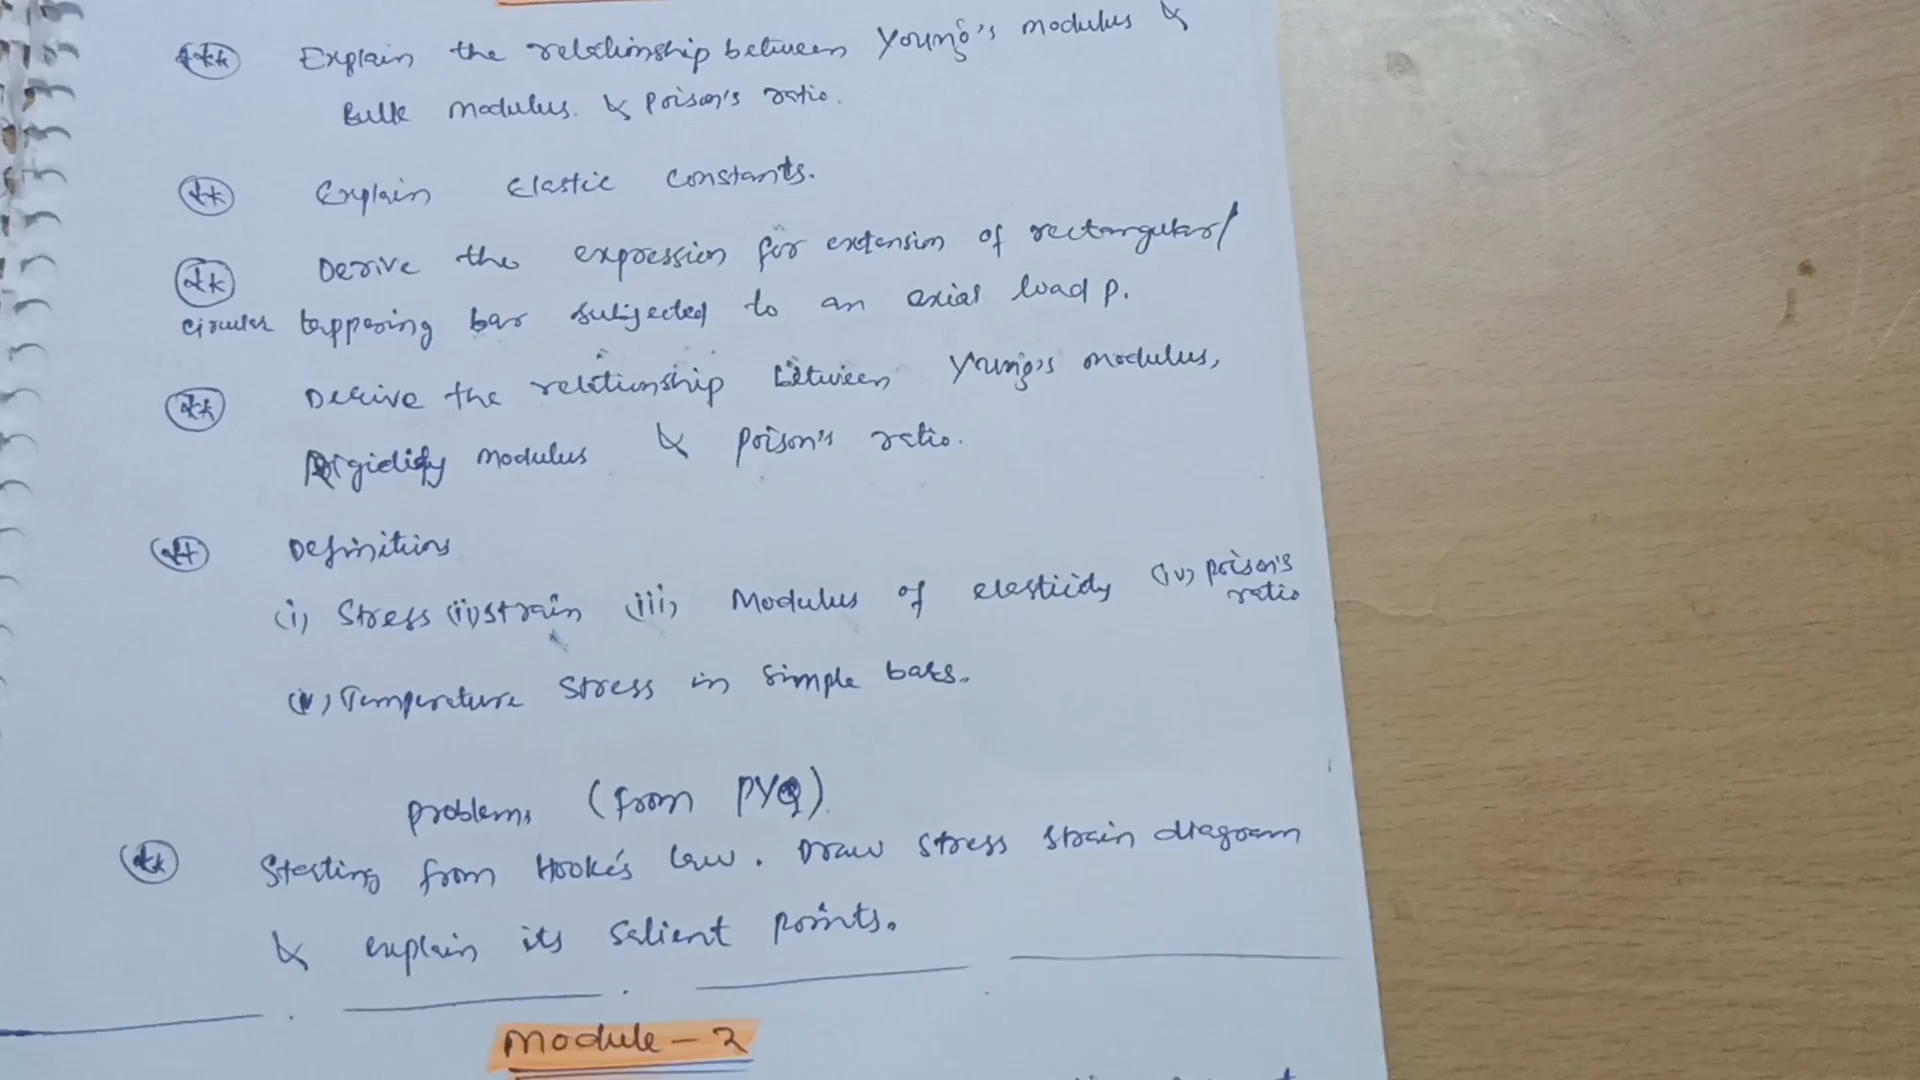 Explain the relationship between Young's modulus &
Bulk modulus. & Poison's ratio.
Explain Elastic constants.
Derive the expression for extension of rectangular/
circular tapparing bar subjected to an axial load P.
Derive the relationship between Young's modulus,
Rigidify modulus & poison's ratio.
Definitions
(i) Stress (ii) strain (iii) Modulus of elasticidy (iv) poison's
ratio
(v) Temperature stress in simple bars.
problems (from PYQ)
Starting from Hooke's law. Draw stress strain diagram
& explain its salient points.
Module - 2